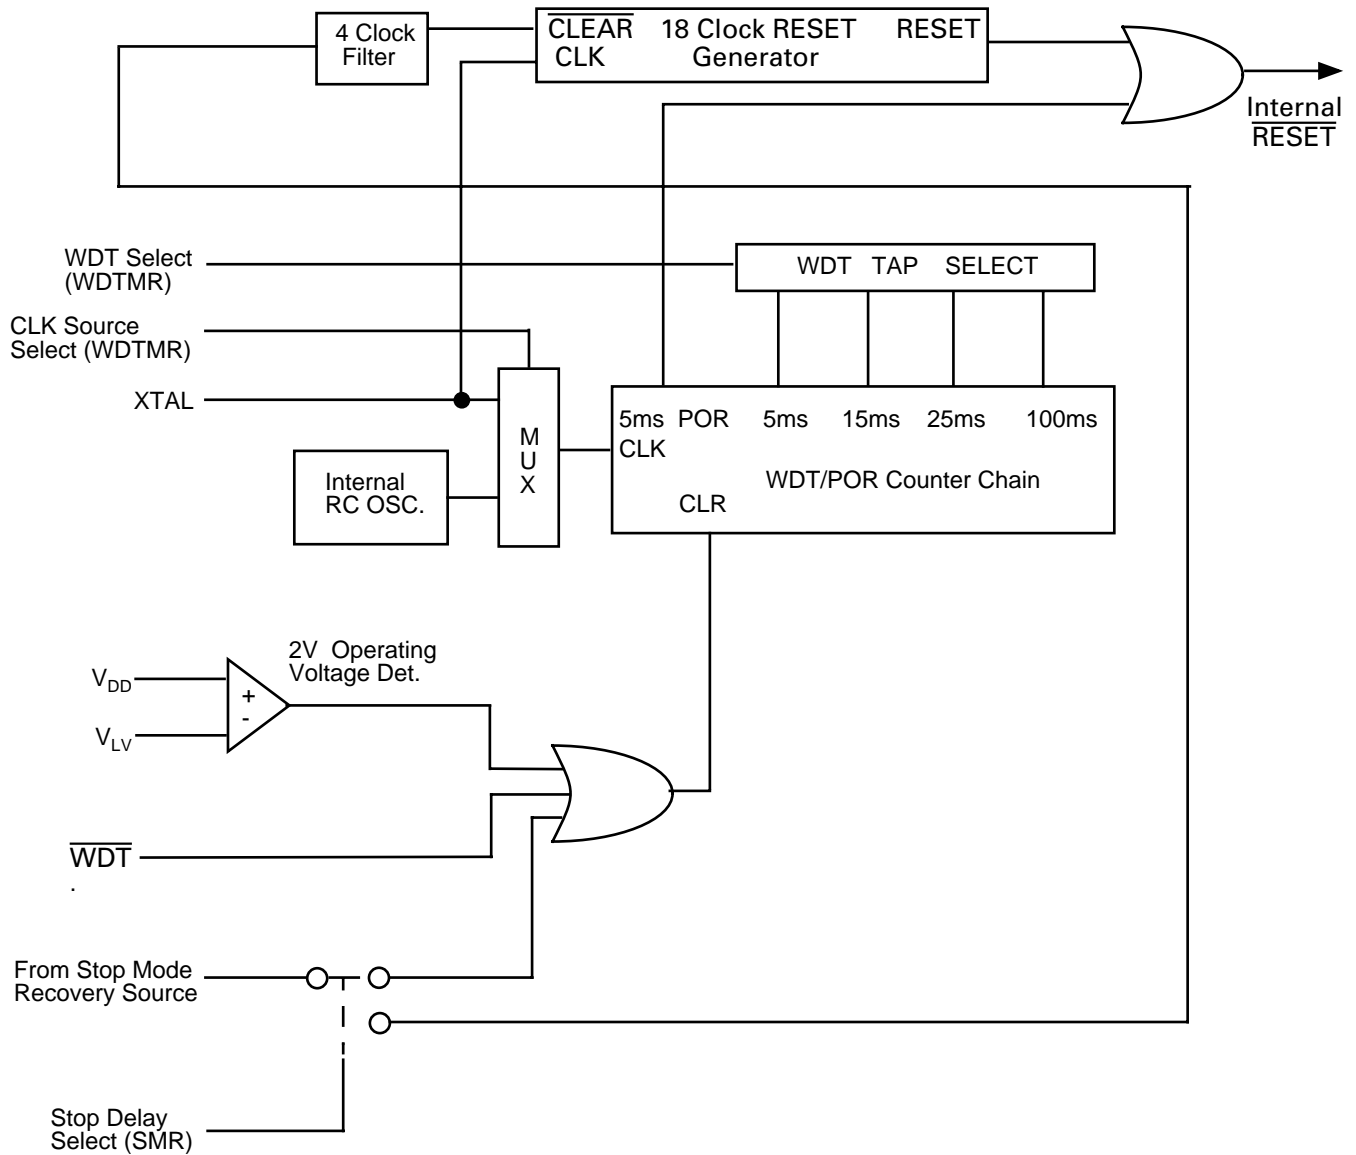 4 Clock
Filter
CLEAR 18 Clock RESET RESET
CLK Generator
Internal
RESET
WDT Select
(WDTMR)
WDT TAP SELECT
CLK Source
Select (WDTMR)
XTAL
M
U
X
5ms POR 5ms 15ms 25ms 100ms
CLK
WDT/POR Counter Chain
CLR
Internal
RC OSC.
2V Operating
Voltage Det.
VDD
+
-
VLV
WDT
.
From Stop Mode
Recovery Source
Stop Delay
Select (SMR)